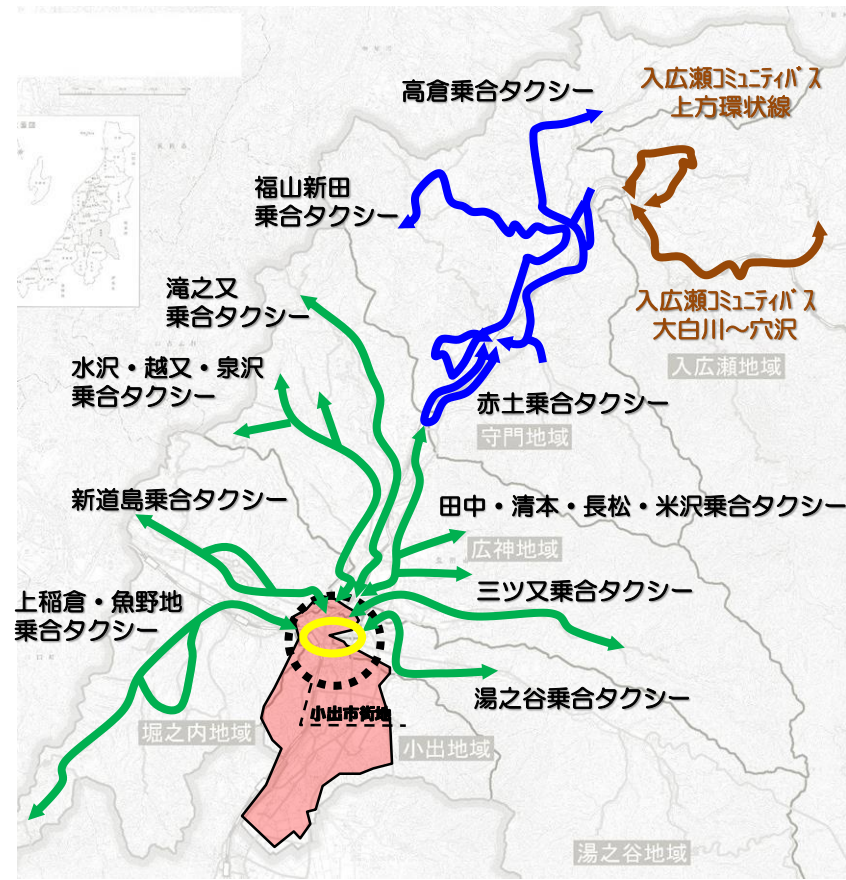 高倉乗合タクシー
入広瀬ｺﾐｭﾆﾃｨﾊﾞｽ
上方環状線
福山新田
乗合タクシー
滝之又
乗合タクシー
入広瀬ｺﾐｭﾆﾃｨﾊﾞｽ
大白川～穴沢
入広瀬地域
水沢・越又・泉沢
乗合タクシー
赤土乗合タクシー
守門地域
新道島乗合タクシー
田中・清本・長松・米沢乗合タクシー
広神地域
三ツ又乗合タクシー
上稲倉・魚野地
乗合タクシー
湯之谷乗合タクシー
小出市街地
堀之内地域
小出地域
湯之谷地域